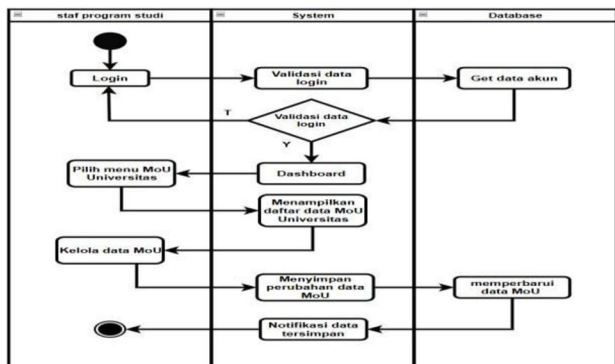 staf program studi
System
Database
Login
Validasi data
login
Get data akun
T
Validasi data
login
Y
Pilih menu MoU
Universitas
Dashboard
Menampilkan
daftar data MoU
Universitas
Kelola data MoU
Menyimpan
perubahan data
MoU
memperbarui
data MoU
Notifikasi data
tersimpan